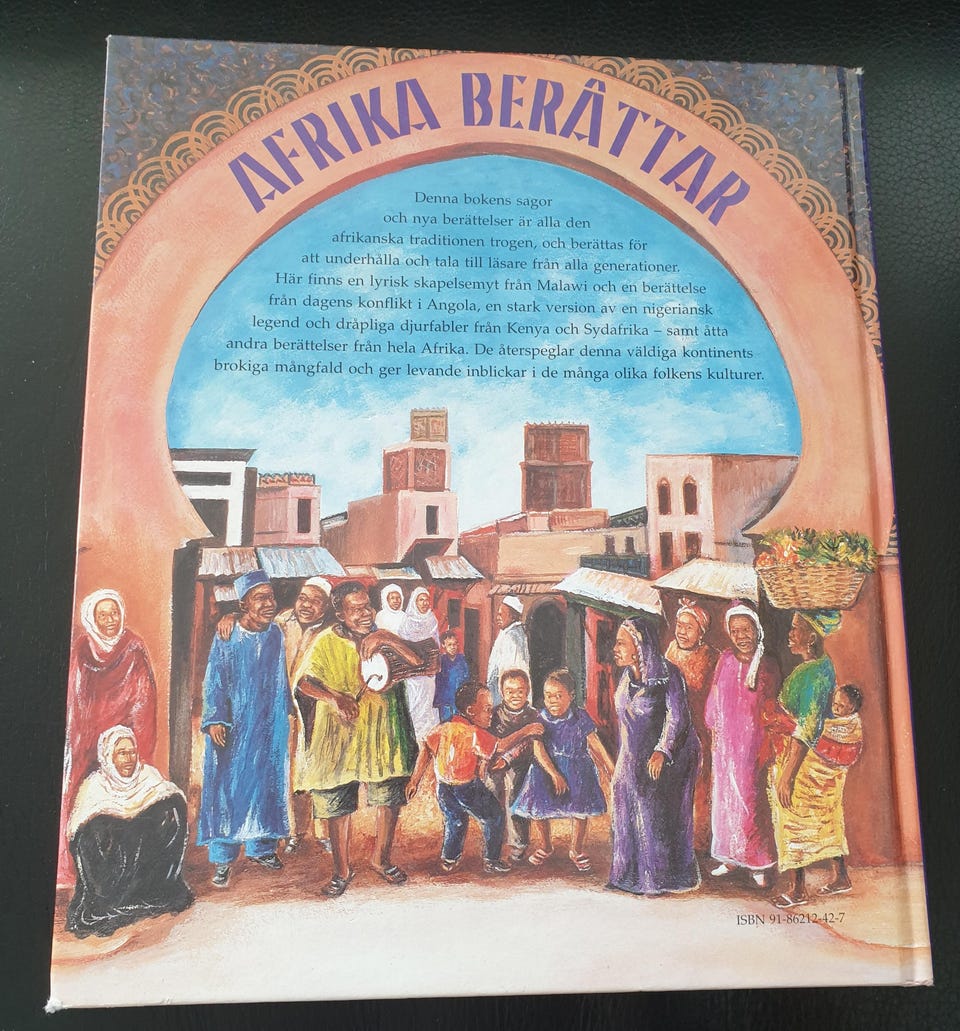 AFRIKA BERÂTTAR
Denna bokens sagor
och nya berättelser är alla den
afrikanska traditionen trogen, och berättas för
att underhålla och tala till läsare från alla generationer.
Här finns en lyrisk skapelsemyt från Malawi och en berättelse
från dagens konflikt i Angola, en stark version av en nigeriansk
legend och dråpliga djurfabler från Kenya och Sydafrika – samt åtta
andra berättelser från hela Afrika. De återspeglar denna väldiga kontinents
brokiga mångfald och ger levande inblickar i de många olika folkens kulturer.
ISBN 91-86212-42-7